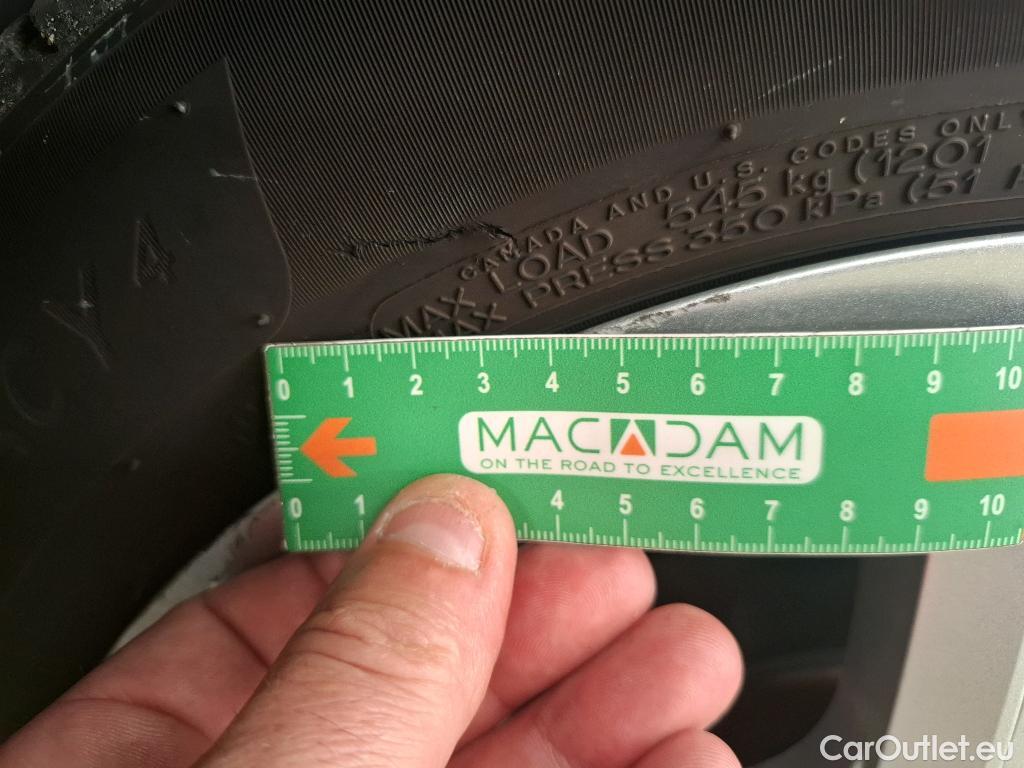 CANADA AND U.S. CODES ONLY
MAX LOAD 545 kg (1201
MAX PRESS 350 kPa (51
4
0 1 2 3 4 5 6 7 8 9 10
MACADAM
ON THE ROAD TO EXCELLENCE
0 1 4 5 6 7 8 9 10
CarOutlet.eu